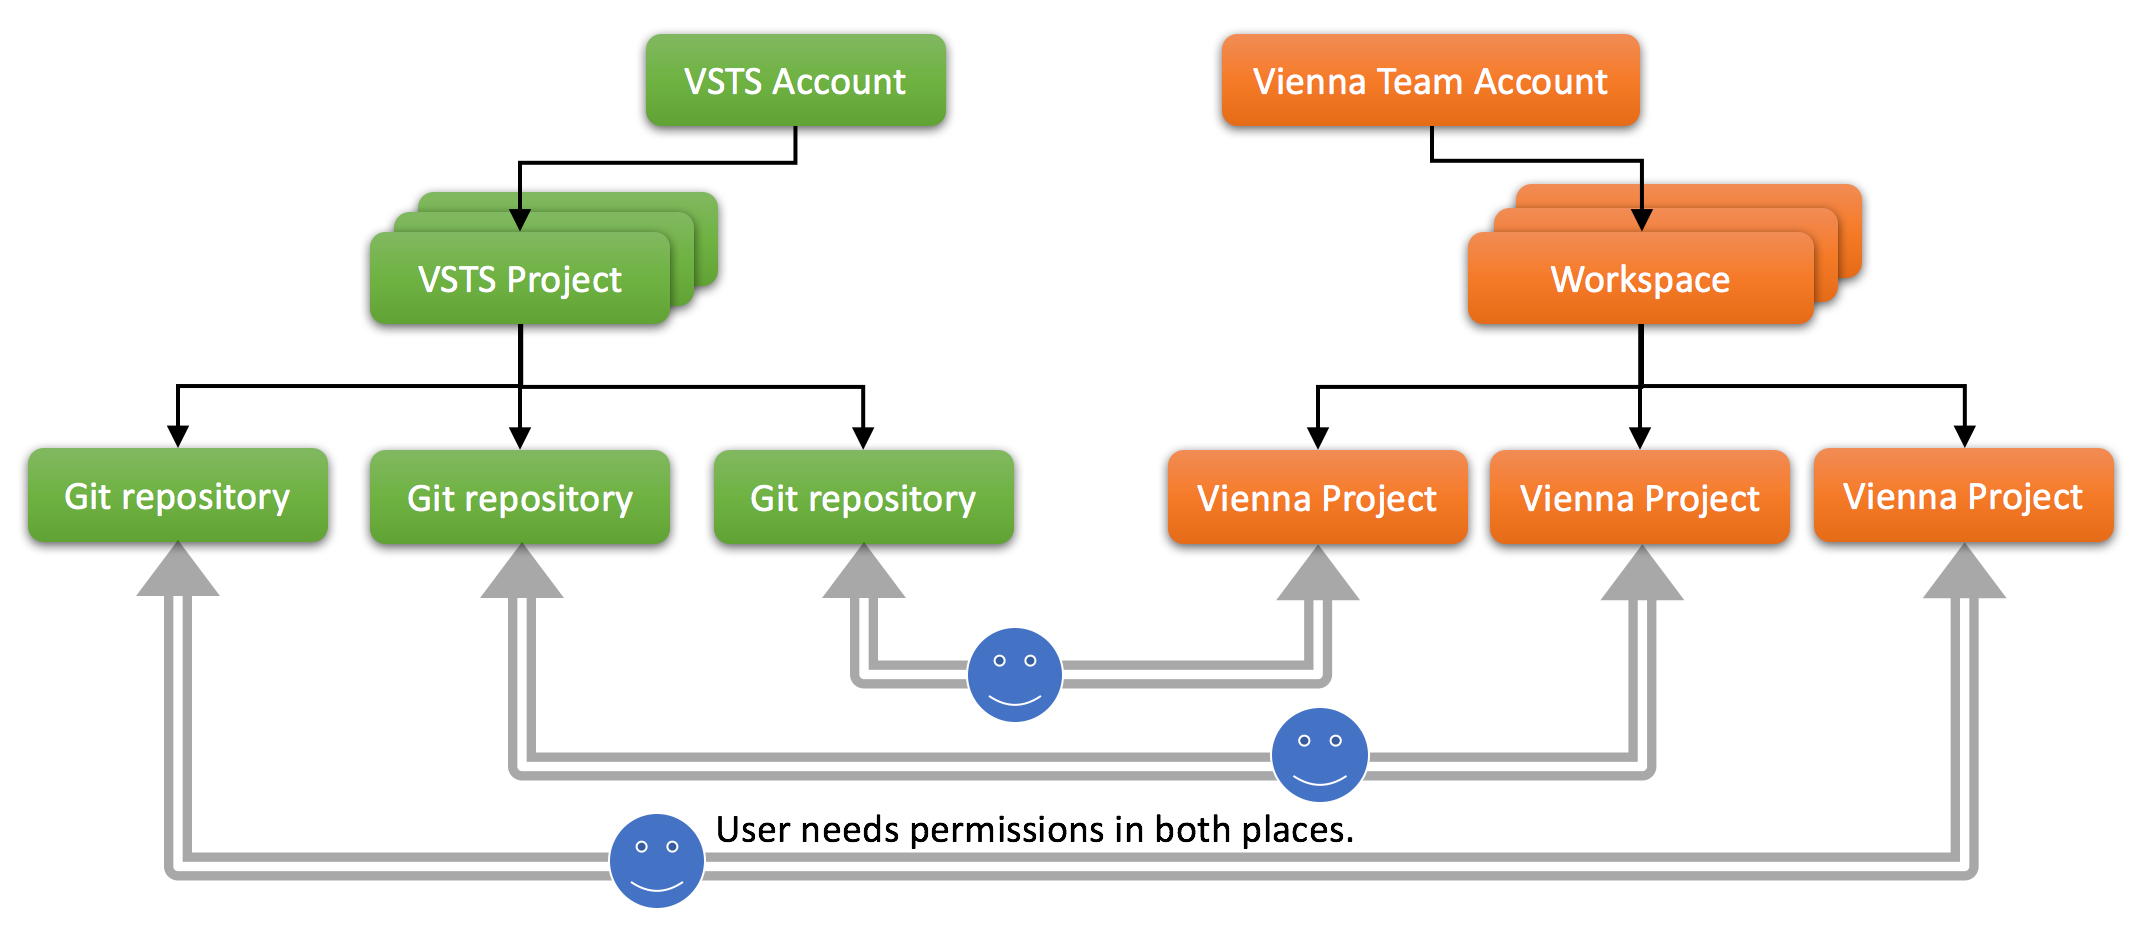 VSTS Account
Vienna Team Account
VSTS Project
Workspace
Git repository
Git repository
Git repository
Vienna Project
Vienna Project
Vienna Project
User needs permissions in both places.